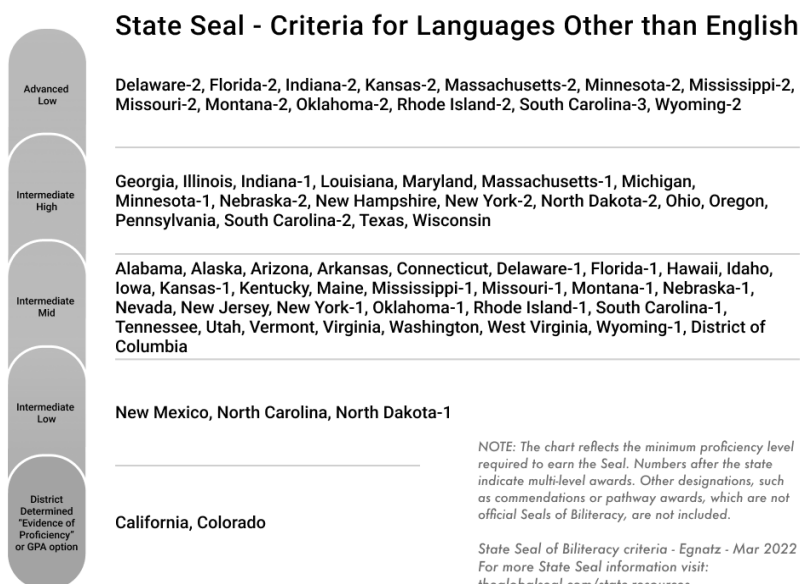 State Seal - Criteria for Languages Other than English
Advanced
Low
Delaware-2, Florida-2, Indiana-2, Kansas-2, Massachusetts-2, Minnesota-2, Mississippi-2,
Missouri-2, Montana-2, Oklahoma-2, Rhode Island-2, South Carolina-3, Wyoming-2
Intermediate
High
Georgia, Illinois, Indiana-1, Louisiana, Maryland, Massachusetts-1, Michigan,
Minnesota-1, Nebraska-2, New Hampshire, New York-2, North Dakota-2, Ohio, Oregon,
Pennsylvania, South Carolina-2, Texas, Wisconsin
Intermediate
Mid
Alabama, Alaska, Arizona, Arkansas, Connecticut, Delaware-1, Florida-1, Hawaii, Idaho,
Iowa, Kansas-1, Kentucky, Maine, Mississippi-1, Missouri-1, Montana-1, Nebraska-1,
Nevada, New Jersey, New York-1, Oklahoma-1, Rhode Island-1, South Carolina-1,
Tennessee, Utah, Vermont, Virginia, Washington, West Virginia, Wyoming-1, District of
Columbia
Intermediate
Low
New Mexico, North Carolina, North Dakota-1
District
Determined
"Evidence of
Proficiency"
or GPA option
California, Colorado
NOTE: The chart reflects the minimum proficiency level
required to earn the Seal. Numbers after the state
indicate multi-level awards. Other designations, such
as commendations or pathway awards, which are not
official Seals of Biliteracy, are not included.
State Seal of Biliteracy criteria - Egnatz - Mar 2022
For more State Seal information visit:
theglobalseal.com/state-resources